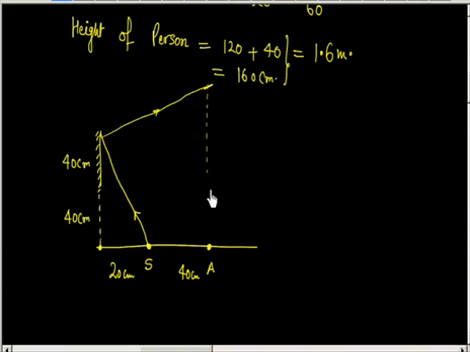 60
Height of Person = 120 + 40 } = 1.6 m.
= 160 cm.
40cm
40cm
20cm S 40cm A